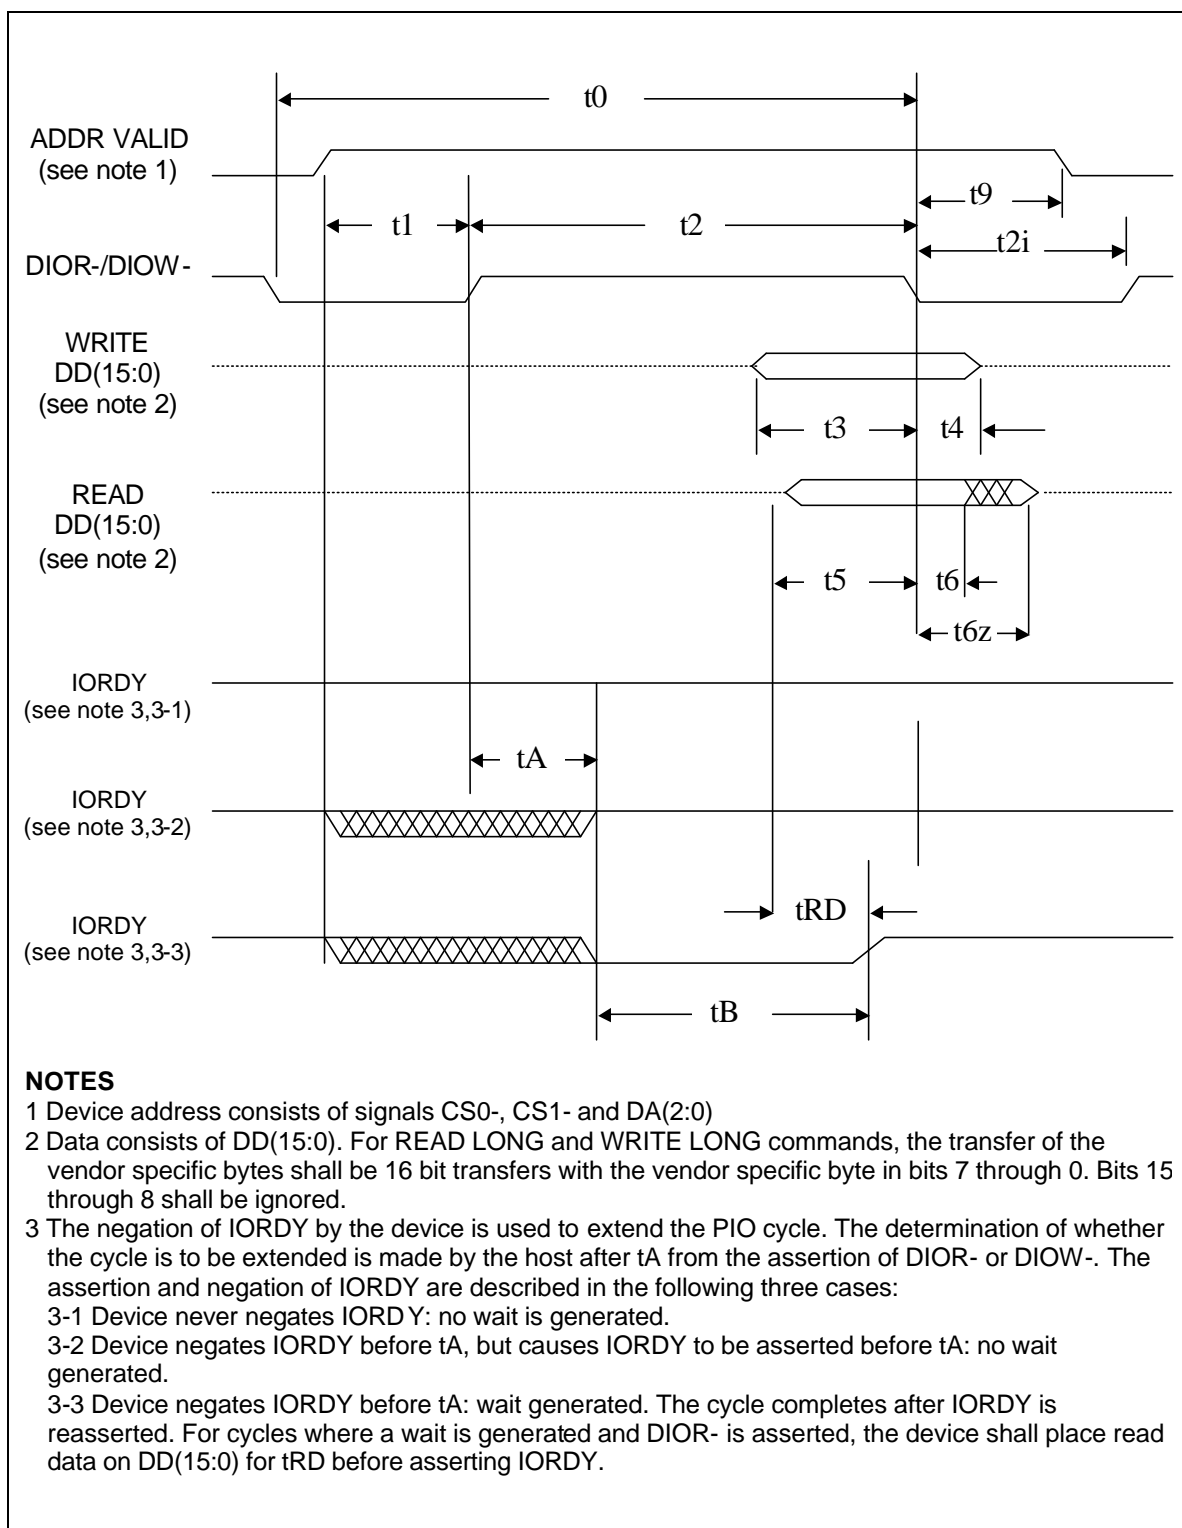 t0
ADDR VALID
(see note 1)
t9
t1
t2
t2i
DIOR-/DIOW-
WRITE
DD(15:0)
(see note 2)
t3
t4
READ
DD(15:0)
(see note 2)
t5
t6
t6z
IORDY
(see note 3,3-1)
tA
IORDY
(see note 3,3-2)
tRD
IORDY
(see note 3,3-3)
tB
NOTES
1 Device address consists of signals CS0-, CS1- and DA(2:0)
2 Data consists of DD(15:0). For READ LONG and WRITE LONG commands, the transfer of the
vendor specific bytes shall be 16 bit transfers with the vendor specific byte in bits 7 through 0. Bits 15
through 8 shall be ignored.
3 The negation of IORDY by the device is used to extend the PIO cycle. The determination of whether
the cycle is to be extended is made by the host after tA from the assertion of DIOR- or DIOW-. The
assertion and negation of IORDY are described in the following three cases:
3-1 Device never negates IORDY: no wait is generated.
3-2 Device negates IORDY before tA, but causes IORDY to be asserted before tA: no wait
generated.
3-3 Device negates IORDY before tA: wait generated. The cycle completes after IORDY is
reasserted. For cycles where a wait is generated and DIOR- is asserted, the device shall place read
data on DD(15:0) for tRD before asserting IORDY.